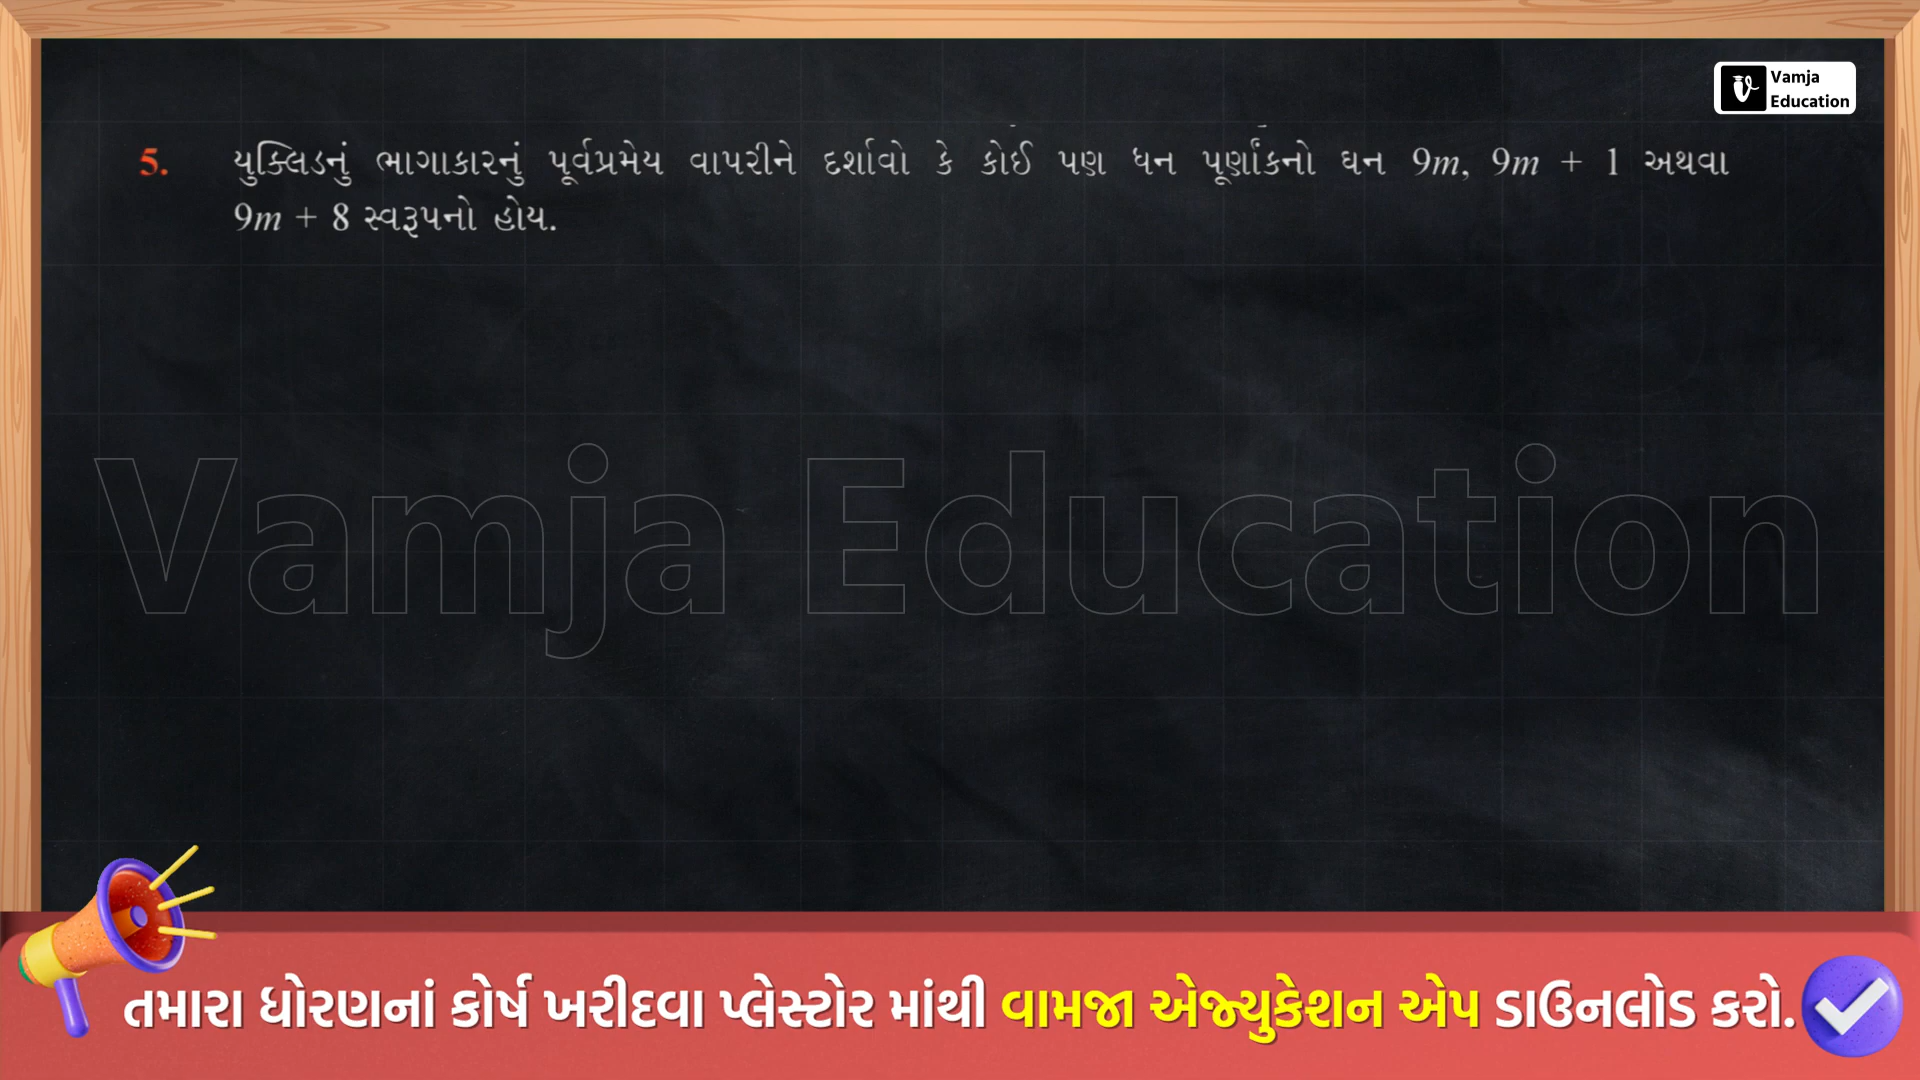 Vamja
Education
5. યુક્લિડનું ભાગાકારનું પૂર્વપ્રમેય વાપરીને દર્શાવો કે કોઈ પણ ધન પૂર્ણાંકનો ઘન 9m, 9m + 1 અથવા
9m + 8 સ્વરૂપનો હોય.
Vamja Education
તમારા ધોરણનાં કોર્ષ ખરીદવા પ્લેસ્ટોર માંથી વામજા એજ્યુકેશન એપ ડાઉનલોડ કરો.